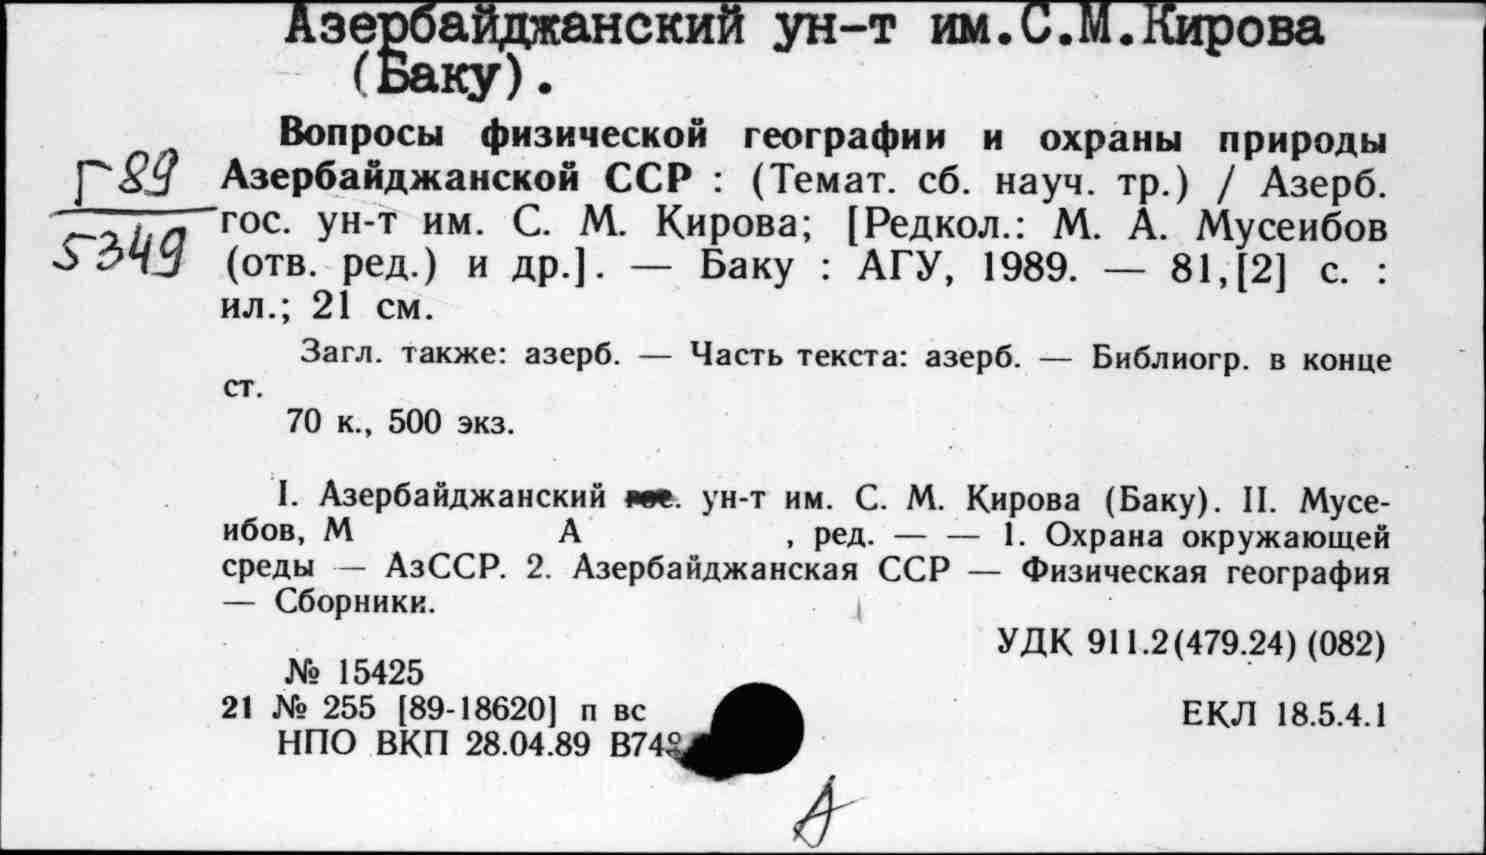 Азербайджанский ун-т им.С.М.Кирова
(Баку).
Вопросы физической географии и охраны природы
Г89 Азербайджанской ССР : (Темат. сб. науч. тр.) / Азерб.
гос. ун-т им. С. М. Кирова; [Редкол.: М. А. Мусеибов
5349 (отв. ред.) и др.]. — Баку : АГУ, 1989. — 81,[2] с. :
ил.; 21 см.
Загл. также: азерб. — Часть текста: азерб. — Библиогр. в конце
ст.
70 к., 500 экз.
I. Азербайджанский ун-т им. С. М. Кирова (Баку). II. Мусе-
ибов, М А , ред. — — 1. Охрана окружающей
среды — АзССР. 2. Азербайджанская ССР — Физическая география
— Сборники.
УДК 911.2(479.24) (082)
№ 15425
21 № 255 [89-18620] п вс
ЕКЛ 18.5.4.1
НПО ВКП 28.04.89
А